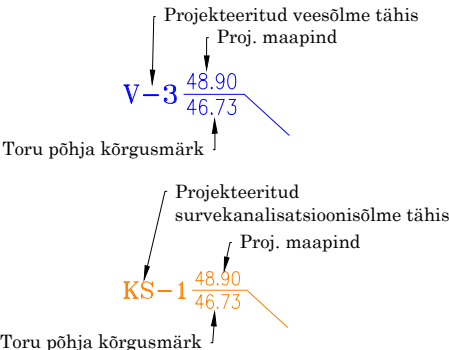 Projekteeritud veesõlme tähis
Proj. maapind
V-3 48.90
46.73
Toru põhja kõrgusmärk
Projekteeritud
survekanalisatsioonisõlme tähis
Proj. maapind
KS-1 48.90
46.73
Toru põhja kõrgusmärk